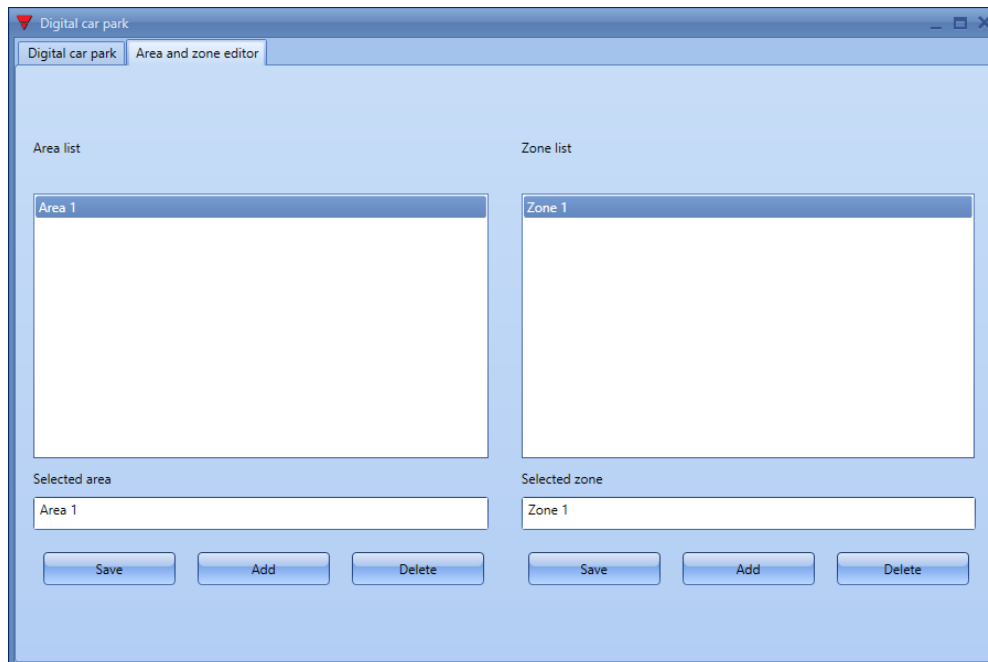 Digital car park
Digital car park Area and zone editor
Area list Zone list
Area 1 Zone 1
Selected area Selected zone
Area 1 Zone 1
Save Add Delete Save Add Delete